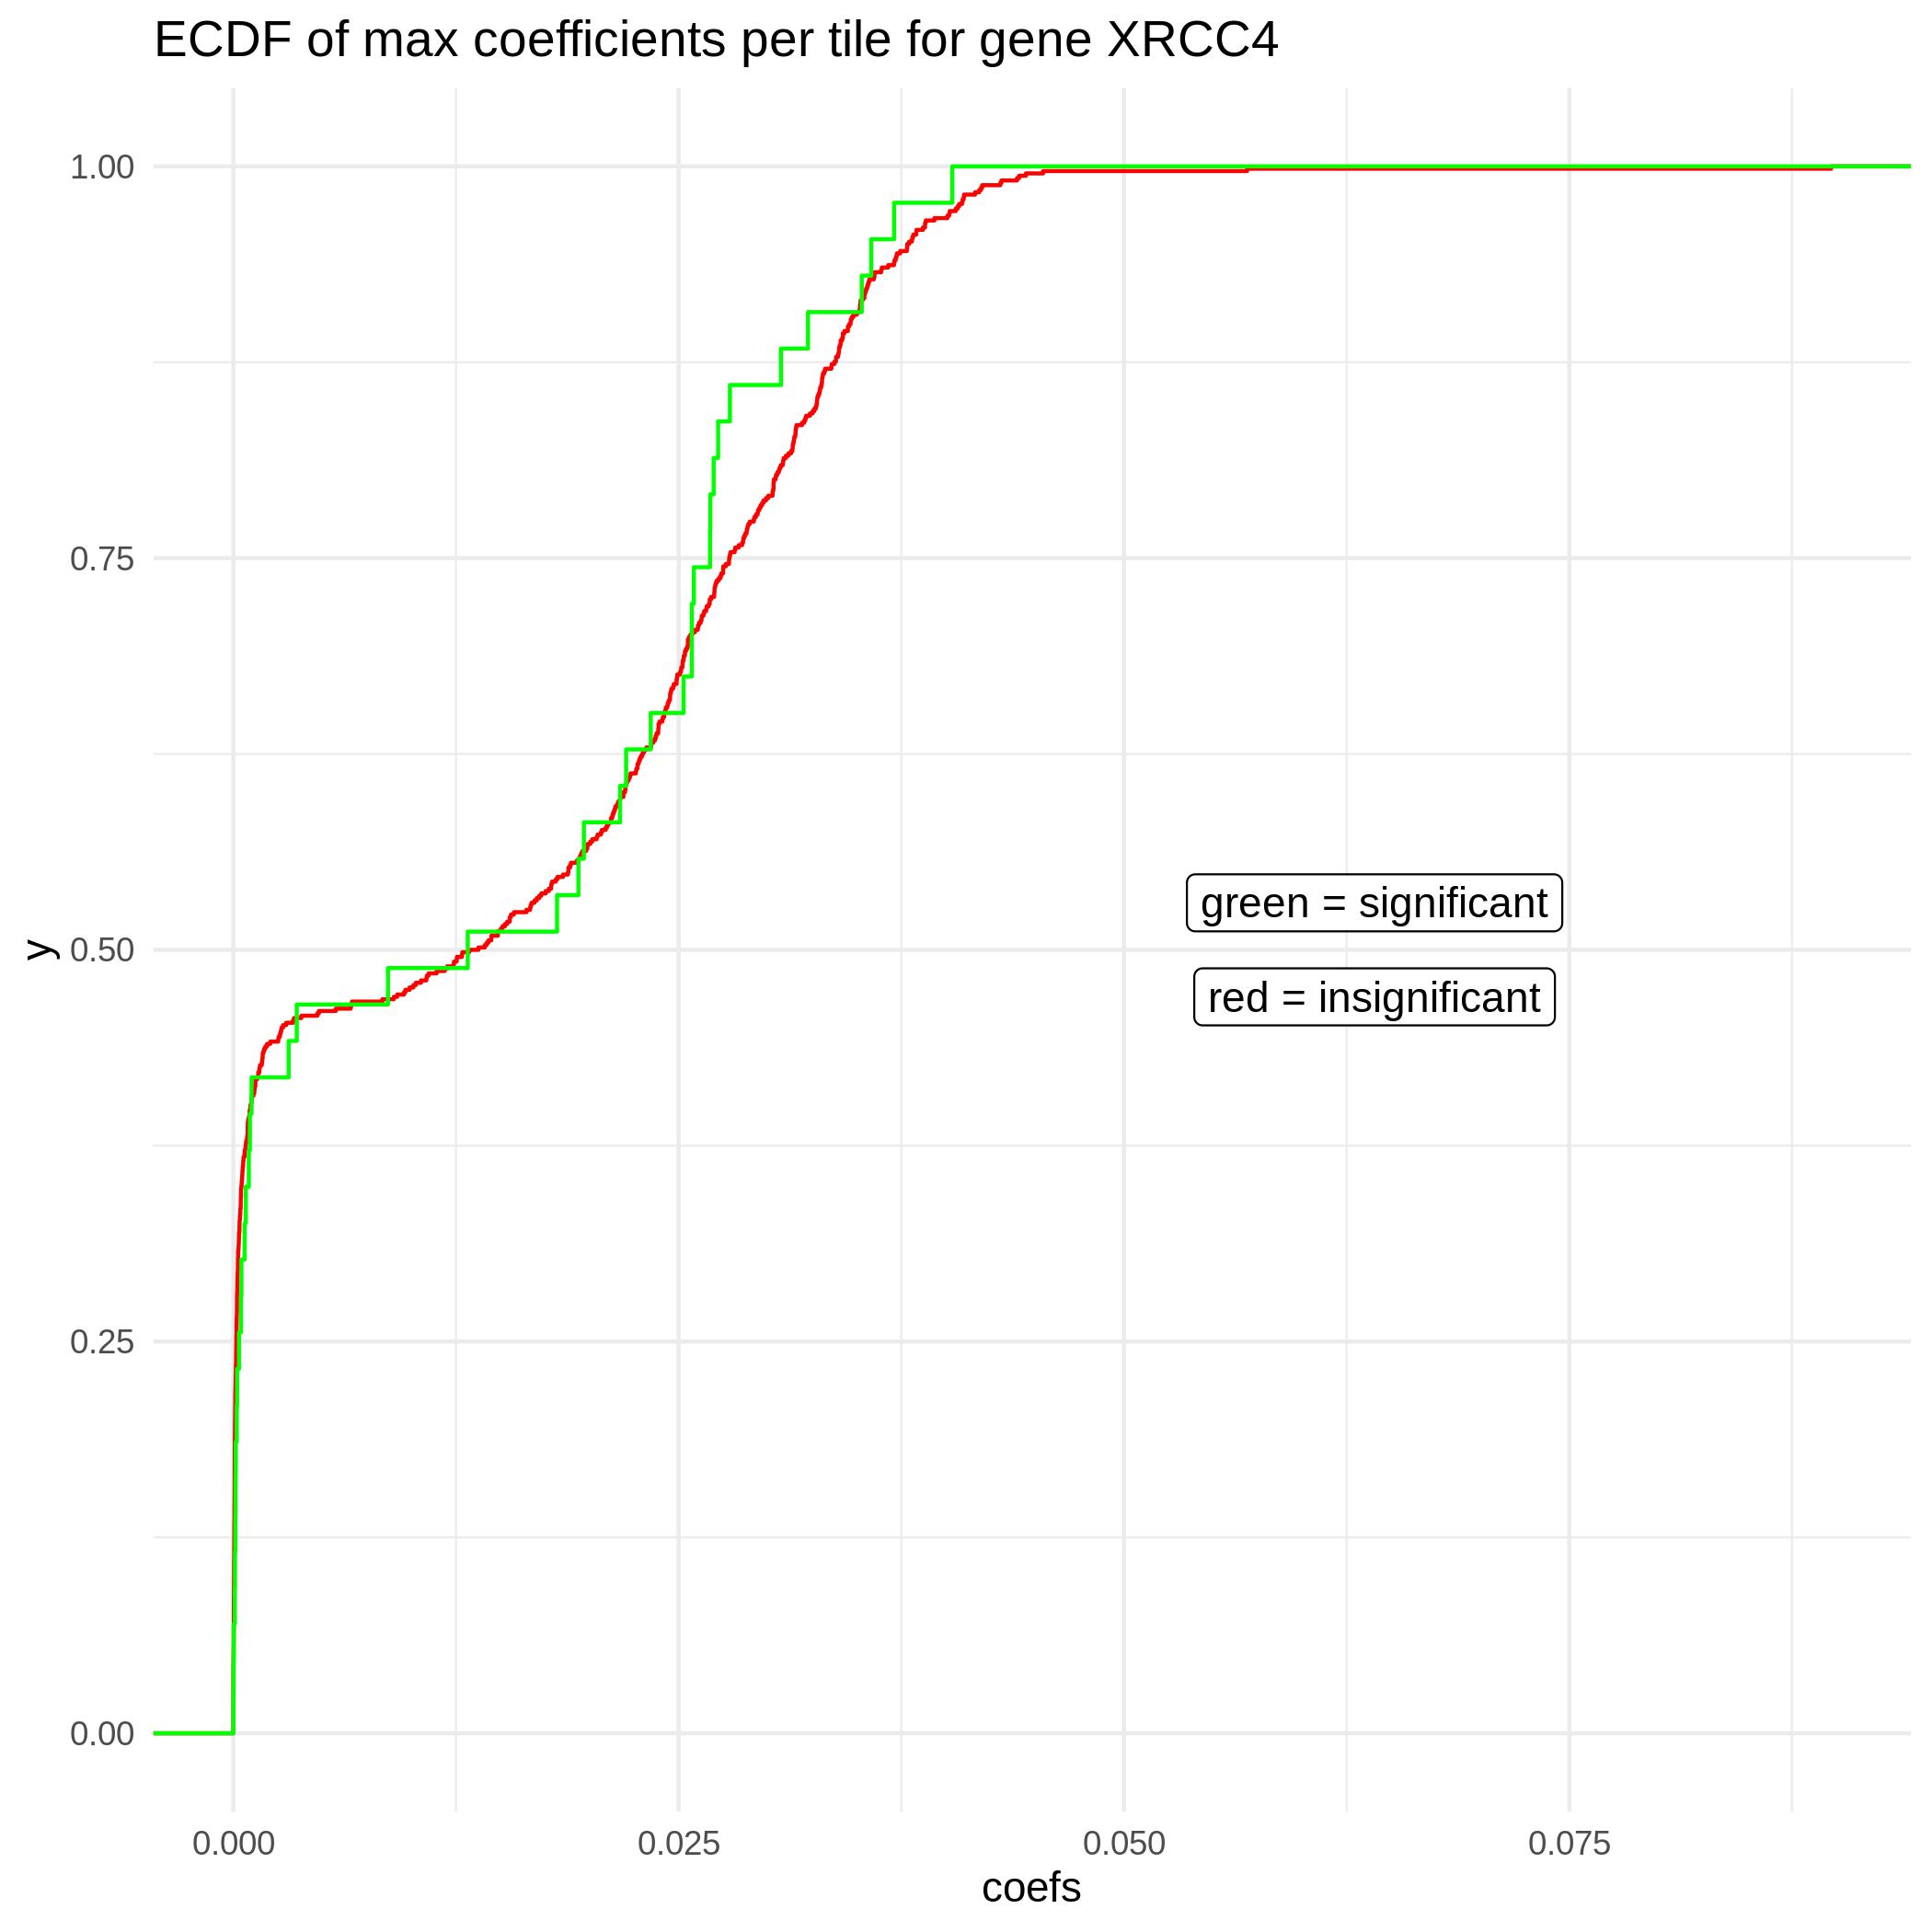 ECDF of max coefficients per tile for gene XRCC4
1.00
0.75
y
0.50
0.25
0.00
green = significant
red = insignificant
0.000
0.025
0.050
0.075
coefs